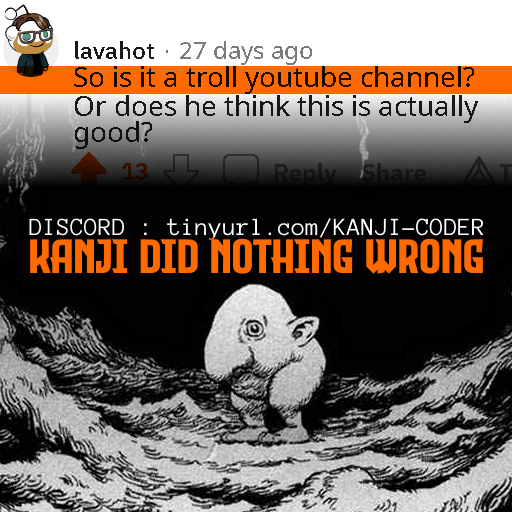 lavahot · 27 days ago
So is it a troll youtube channel?
Or does he think this is actually
good?
13 Reply Share
DISCORD : tinyurl.com/KANJI-CODER
KANJI DID NOTHING WRONG